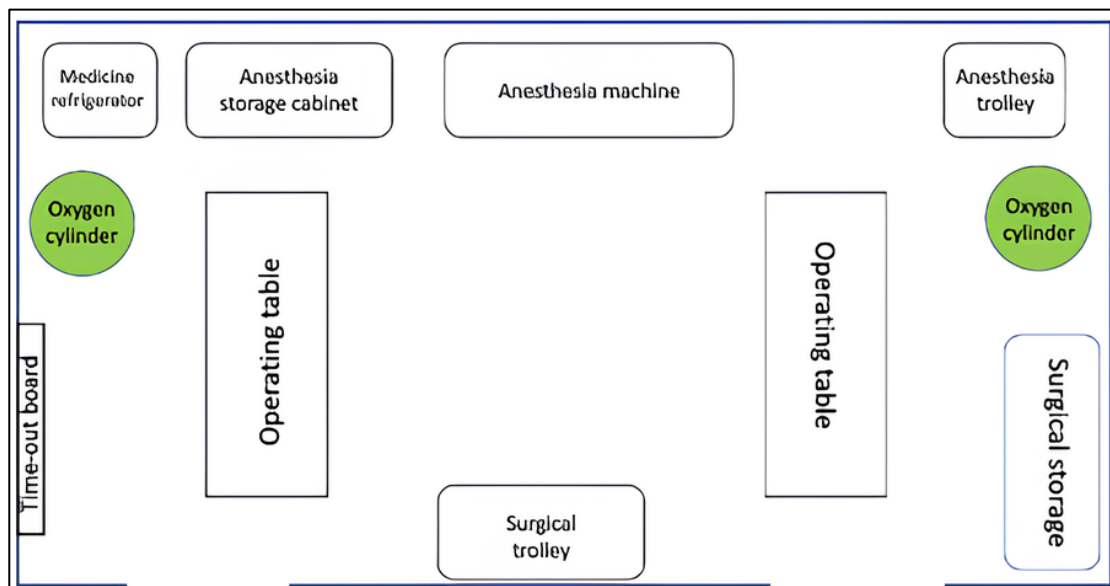 Medicine
refrigerator
Anesthesia
storage cabinet
Anesthesia machine
Anesthesia
trolley
Oxygen
cylinder
Oxygen
cylinder
Operating table
Operating table
Time-out board
Surgical storage
Surgical
trolley